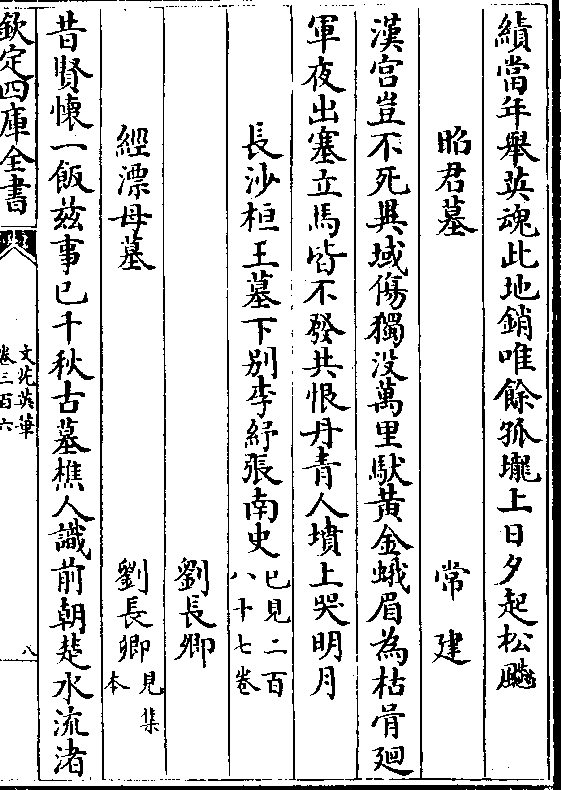 績當年舉英魂此地銷唯餘孤壠上日夕起松飈
昭君墓　常建
漢宫豈不死異域傷獨没萬里馱黄金蛾眉為枯骨廻
軍夜出塞立馬皆不發共恨丹青人墳上哭明月
長沙桓王墓下别李紓張南史已見二百八十七卷
劉長卿
經漂母墓　劉長卿見集本
昔賢懷一飯兹事已千秋古墓樵人識前朝楚水流渚
欽定四庫全書
文苑英華
卷三百六
八